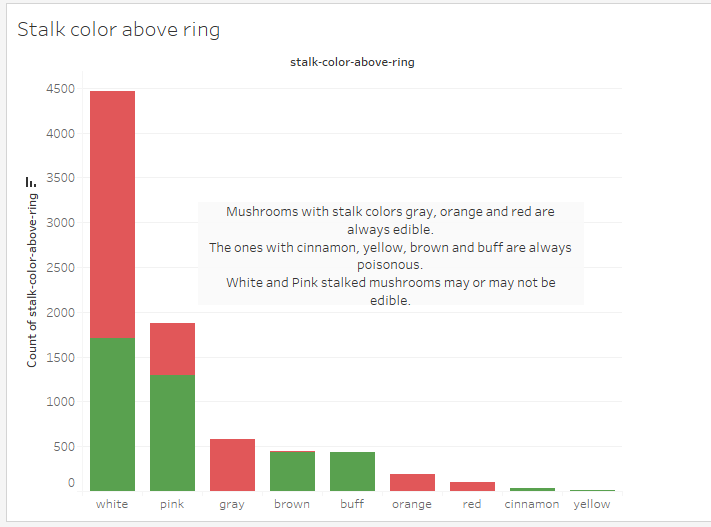 Stalk color above ring
stalk-color-above-ring
Count of stalk-color-above-ring
4500
4000
3500
3000
2500
2000
1500
1000
500
0
Mushrooms with stalk colors gray, orange and red are
always edible.
The ones with cinnamon, yellow, brown and buff are always
poisonous.
White and Pink stalked mushrooms may or may not be
edible.
white pink gray brown buff orange red cinnamon yellow